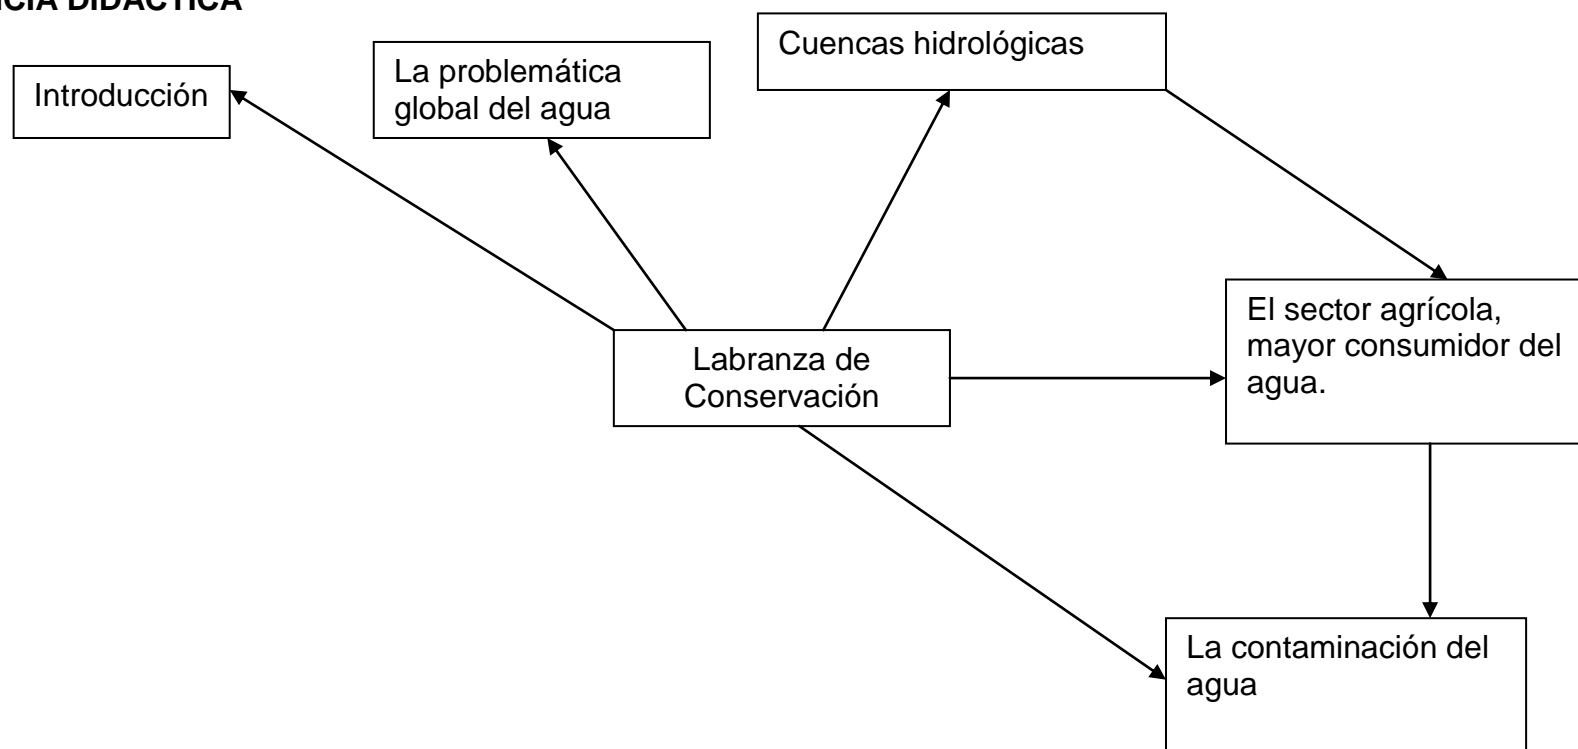 DIDÁCTICA
Introducción
La problemática
global del agua
Cuencas hidrológicas
El sector agrícola,
mayor consumidor del
agua.
Labranza de
Conservación
La contaminación del
agua